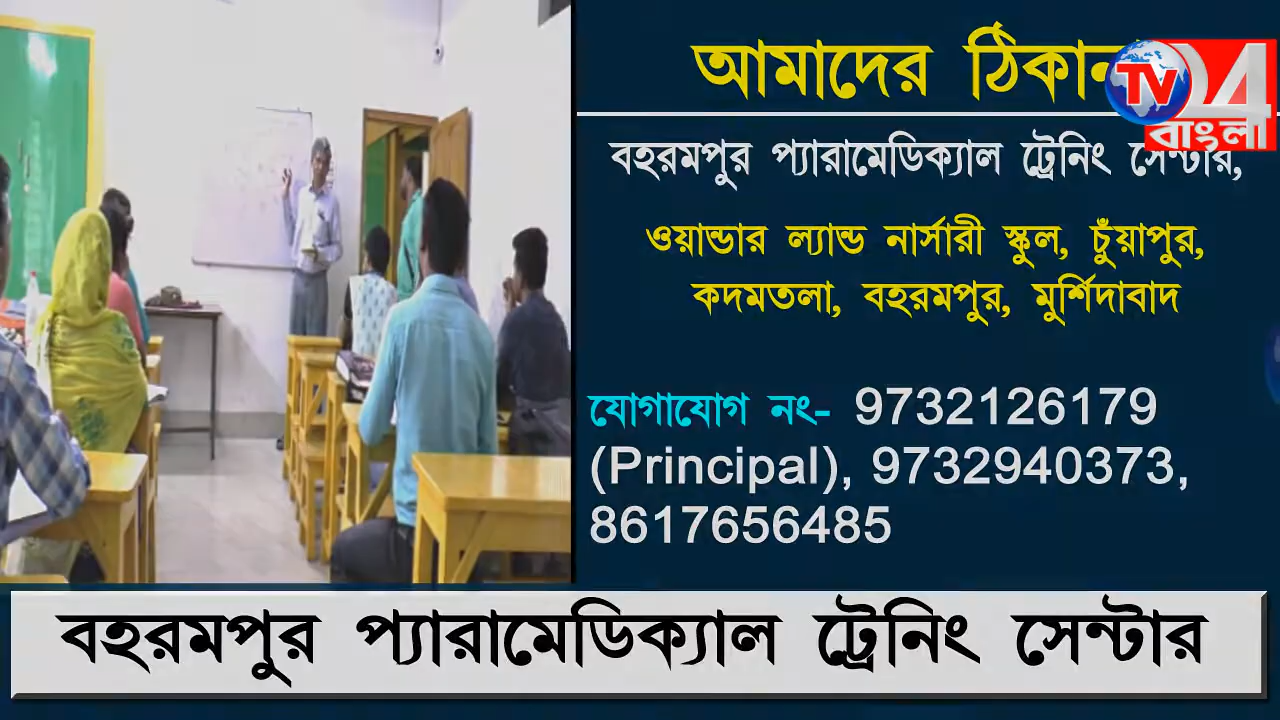 আমাদের ঠিকানা
TV 24
বাংলা
বহরমপুর প্যারামেডিক্যাল ট্রেনিং সেন্টার,
ওয়ান্ডার ল্যান্ড নার্সারী স্কুল, চুঁয়াপুর,
কদমতলা, বহরমপুর, মুর্শিদাবাদ
যোগাযোগ নং- 9732126179
(Principal), 9732940373,
8617656485
বহরমপুর প্যারামেডিক্যাল ট্রেনিং সেন্টার